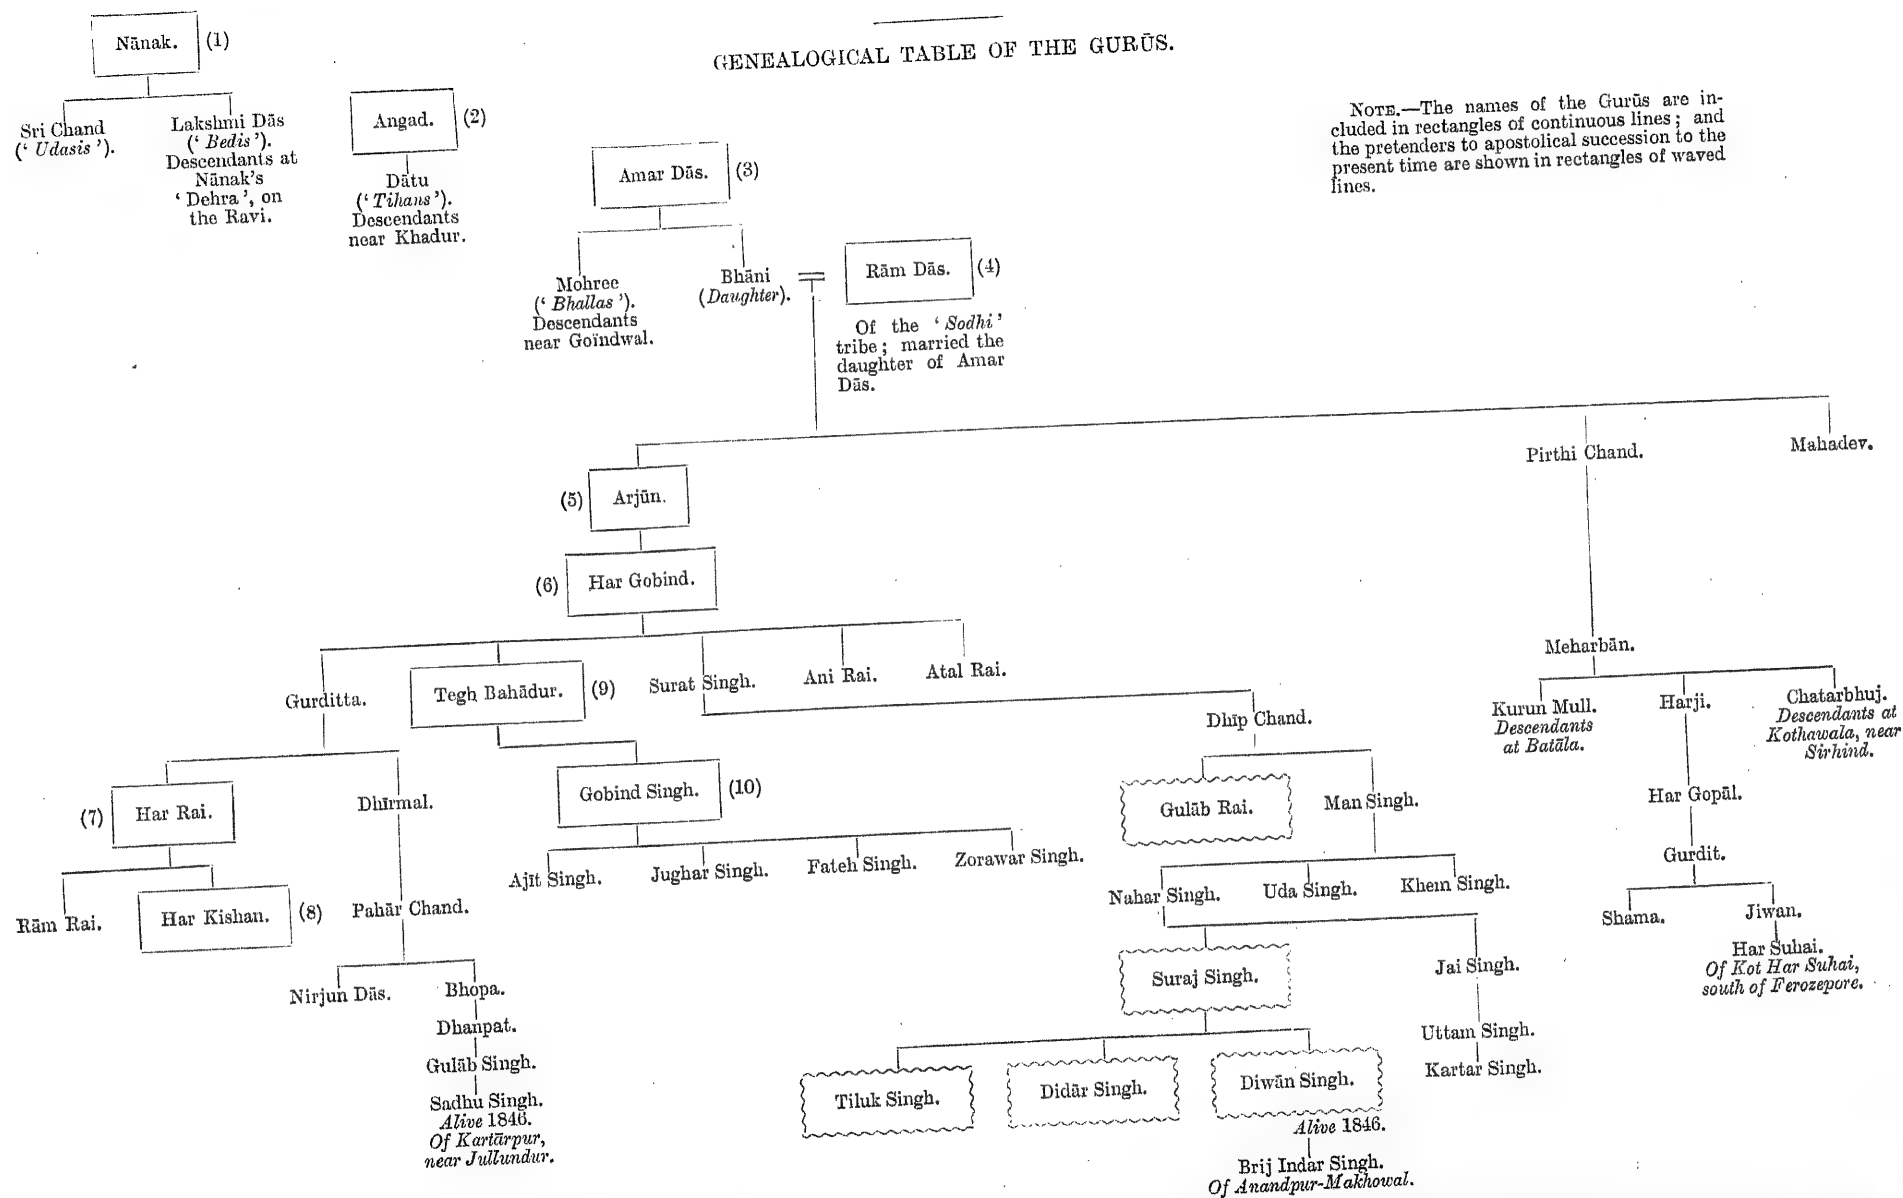 GENEALOGICAL TABLE OF THE GURŪS.
NOTE.—The names of the Gurūs are in-
cluded in rectangles of continuous lines; and
the pretenders to apostolical succession to the
present time are shown in rectangles of waved
lines.
Nānak. (1)
Sri Chand
(‘ Udasis ’).
Lakshmi Dās
(‘ Bedis ’).
Descendants at
Nānak's
‘ Dehra ’, on
the Ravi.
Angad. (2)
Dātu
(‘ Tihans ’).
Descendants
near Khadur.
Amar Dās. (3)
Mohree
(‘ Bhallas ’).
Descendants
near Goïndwal.
Bhāni
(Daughter).
Rām Dās. (4)
Of the ‘ Sodhi ’
tribe; married the
daughter of Amar
Dās.
(5) Arjūn.
Pirthi Chand.
Mahadev.
(6) Har Gobind.
Gurditta.
Tegh Bahādur. (9)
Surat Singh.
Ani Rai.
Atal Rai.
Meharbān.
Dhīp Chand.
Kurun Mull.
Descendants
at Batāla.
Harji.
Chatarbhuj.
Descendants at
Kothawala, near
Sirhind.
(7) Har Rai.
Dhīrmal.
Gobind Singh. (10)
Gulāb Rai.
Man Singh.
Har Gopāl.
Gurdit.
Rām Rai.
Har Kishan. (8)
Pahār Chand.
Ajīt Singh.
Jughar Singh.
Fateh Singh.
Zorawar Singh.
Nahar Singh.
Uda Singh.
Khem Singh.
Shama.
Jiwan.
Har Suhai.
Of Kot Har Suhai,
south of Ferozepore.
Nirjun Dās.
Bhopa.
Dhanpat.
Gulāb Singh.
Sadhu Singh.
Alive 1846.
Of Kartārpur,
near Jullundur.
Suraj Singh.
Jai Singh.
Uttam Singh.
Kartar Singh.
Tiluk Singh.
Didār Singh.
Diwān Singh.
Alive 1846.
Brij Indar Singh.
Of Anandpur-Makhowal.